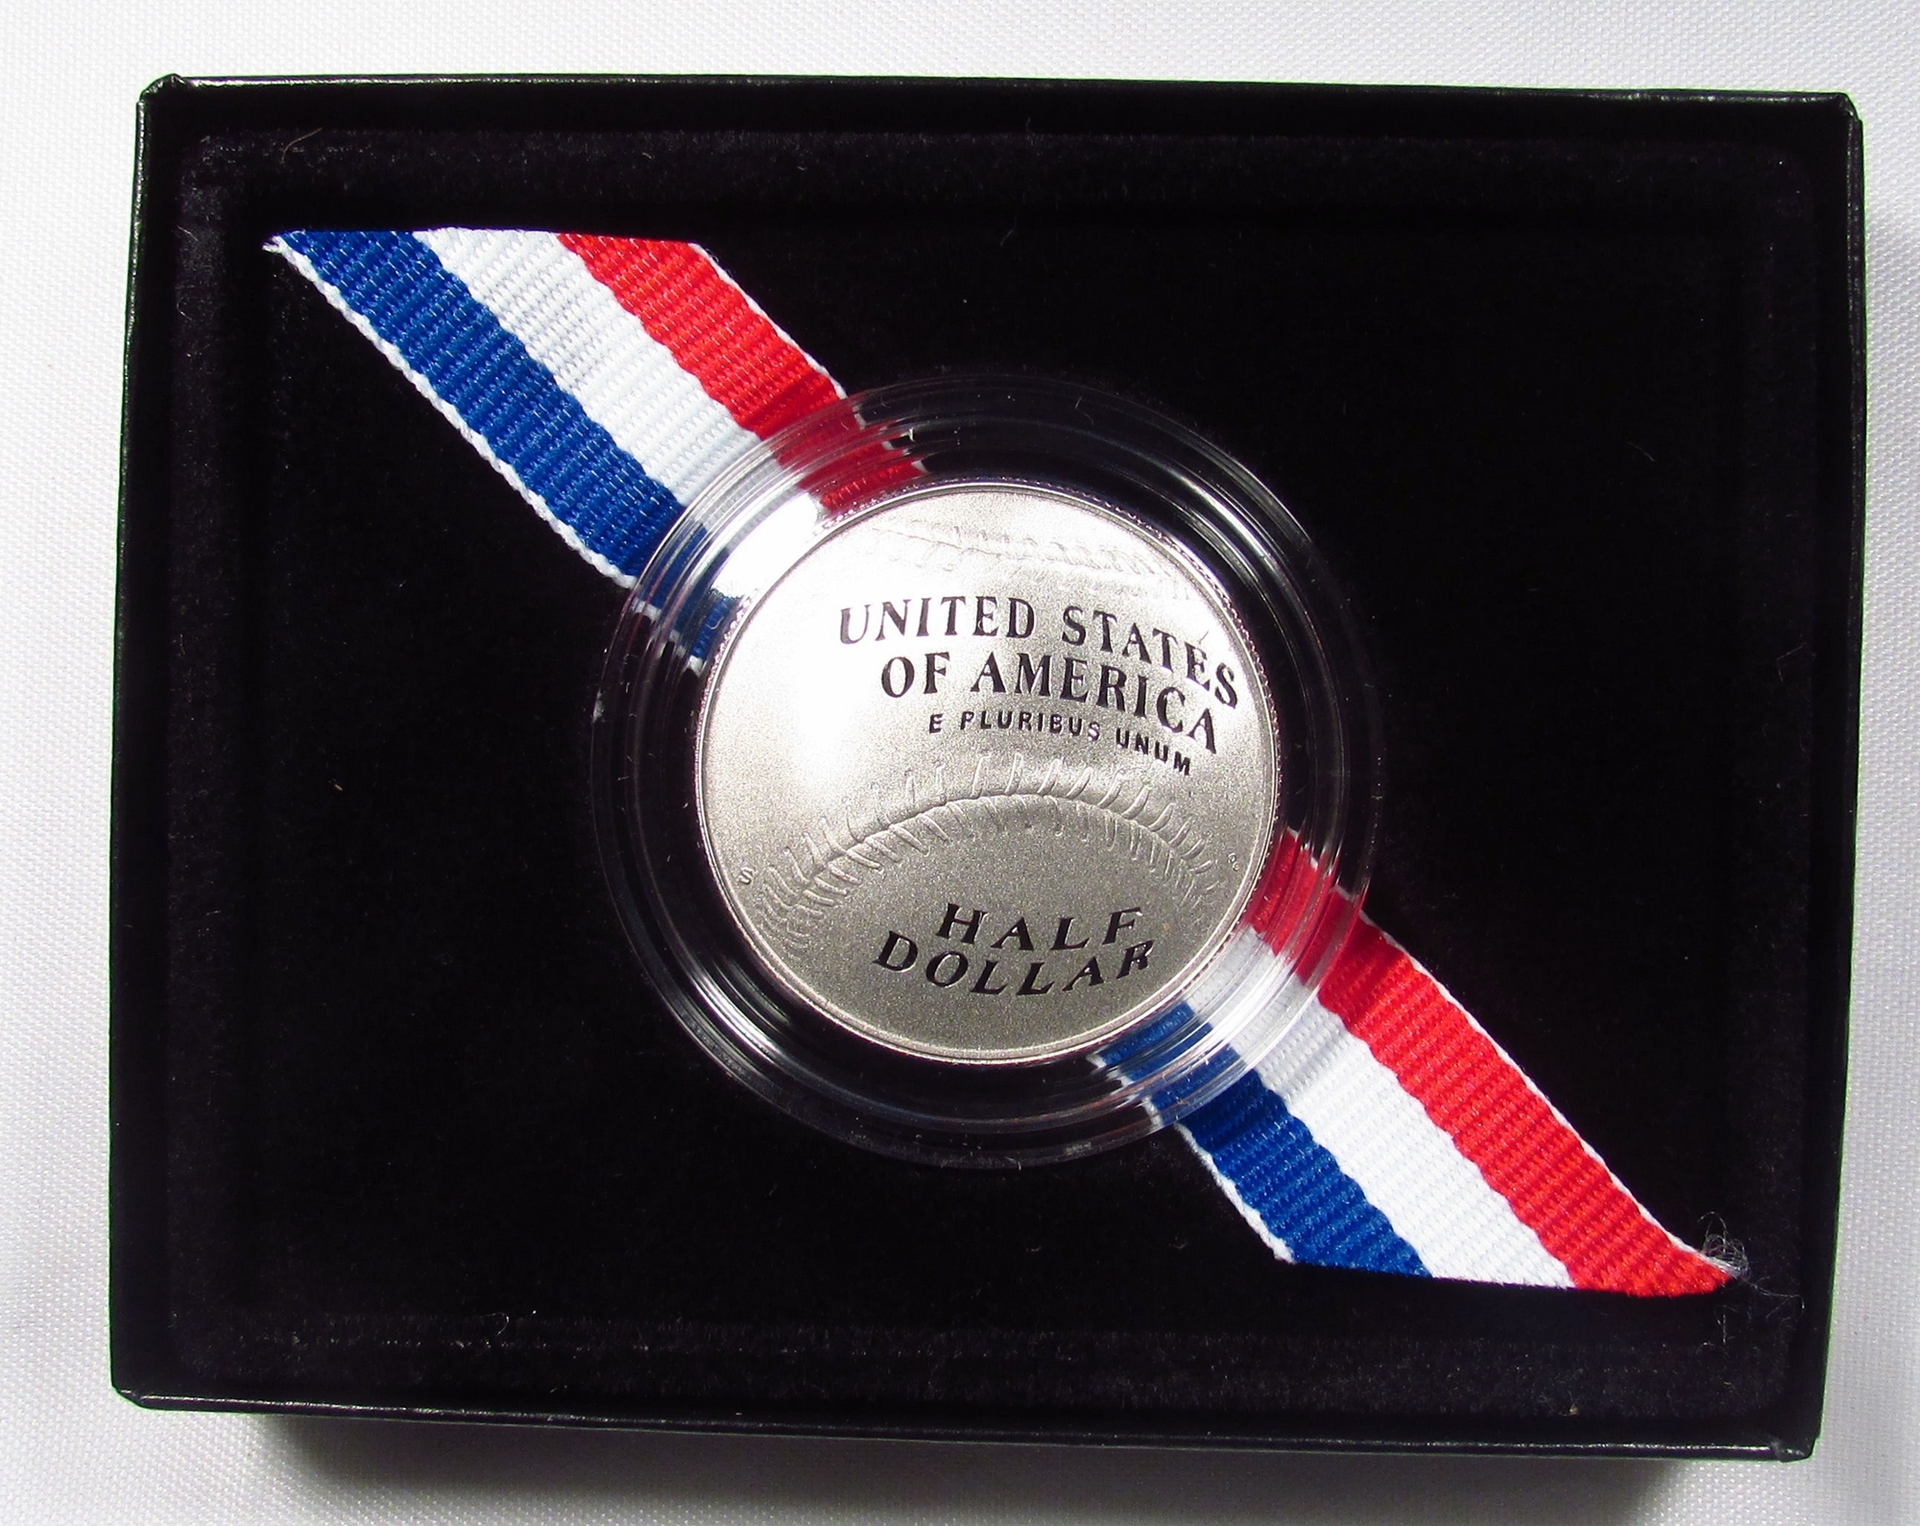 UNITED STATES
OF AMERICA
E PLURIBUS UNUM
S
HALF
DOLLAR